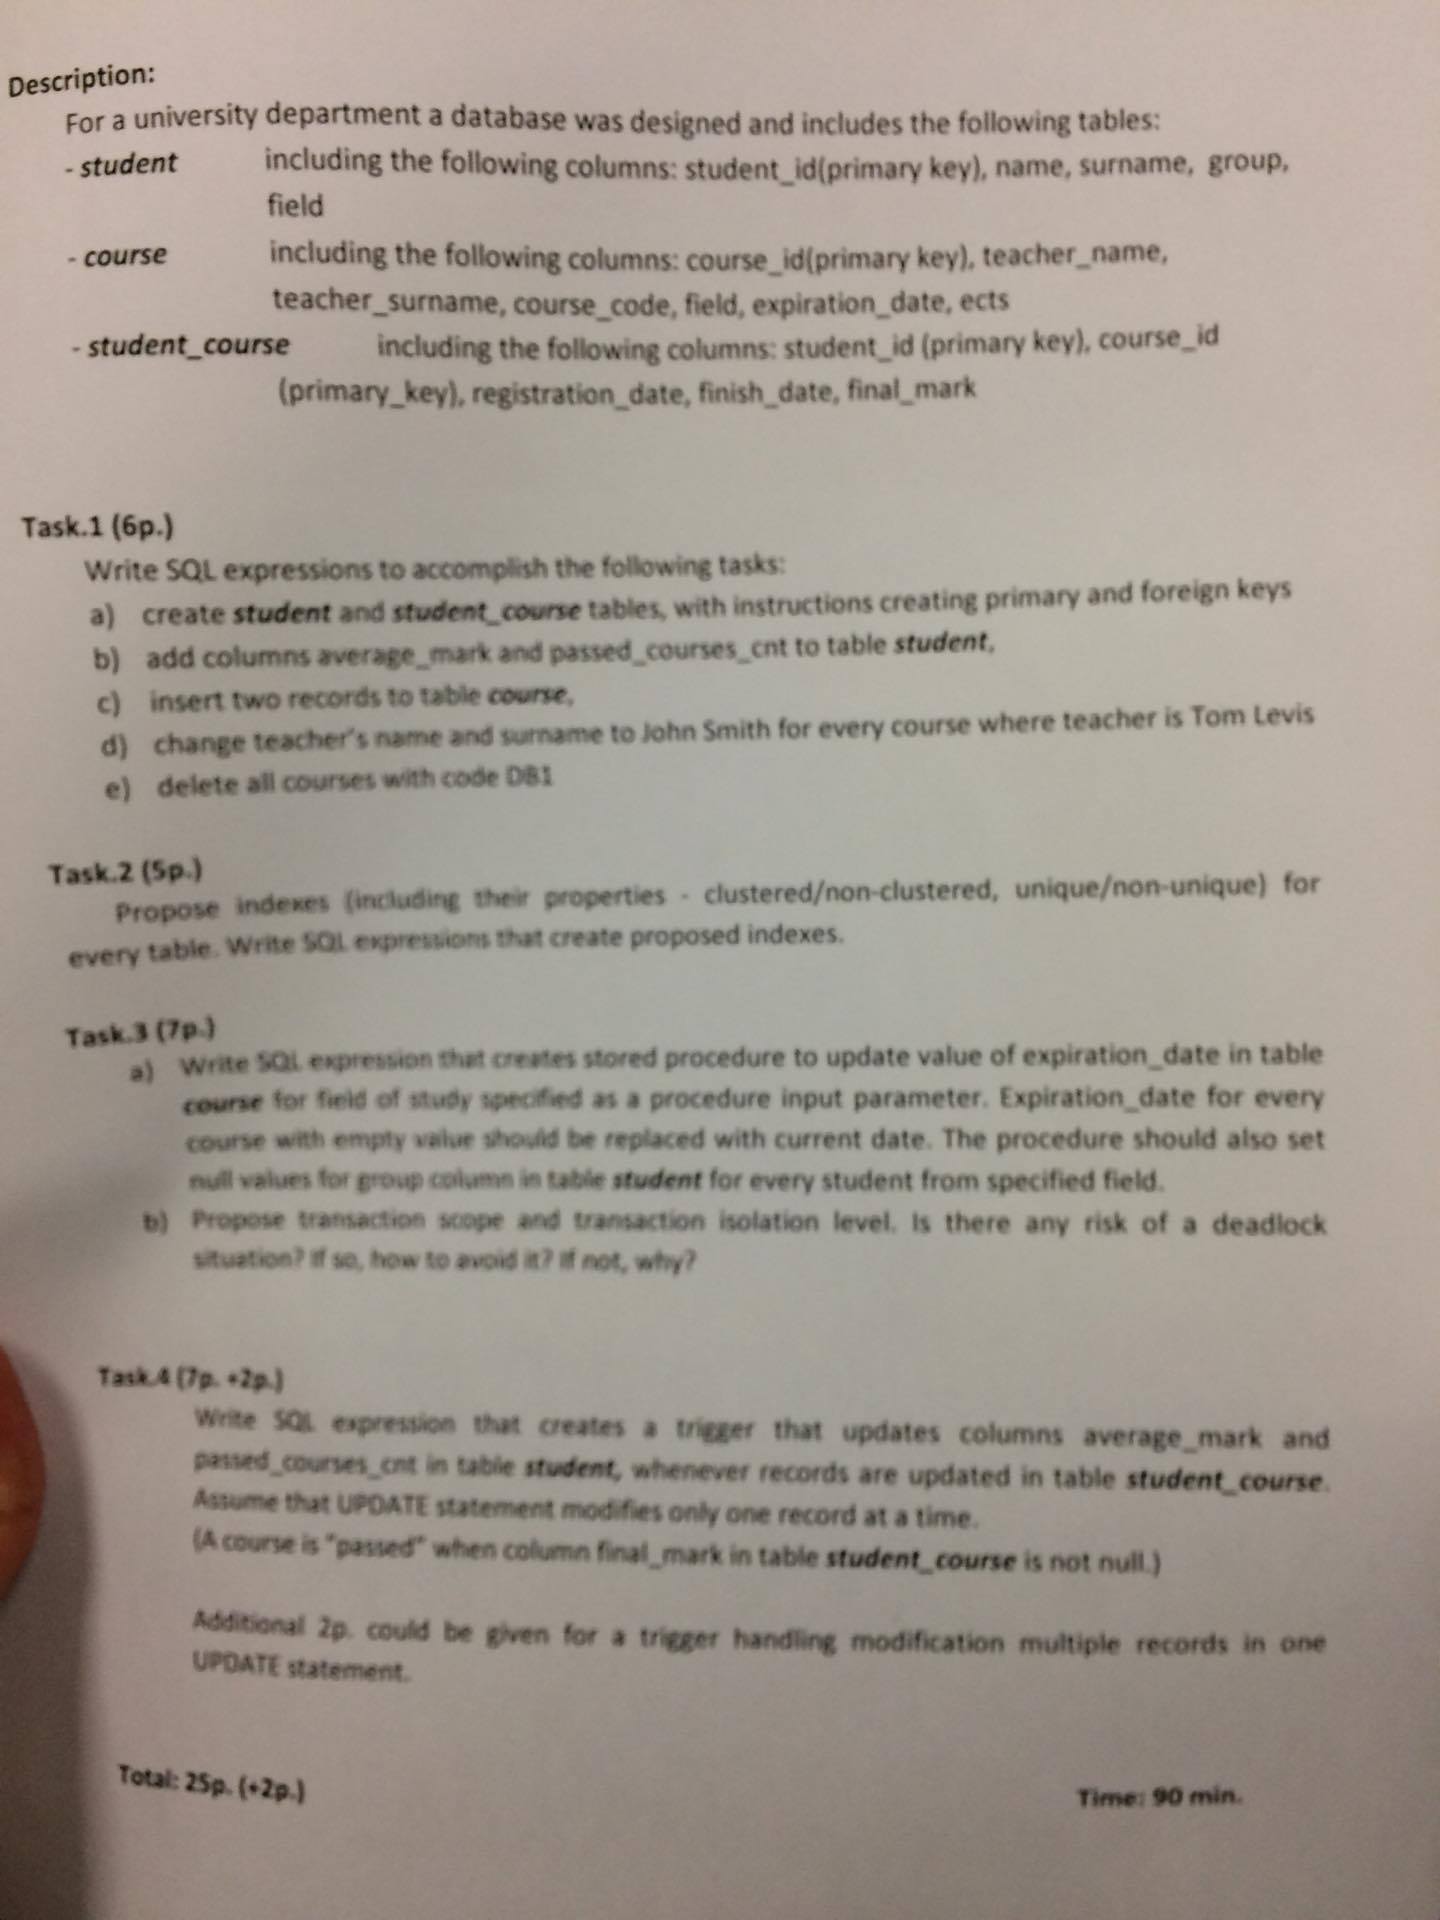 Description:
For a university department a database was designed and includes the following tables:
- student including the following columns: student_id(primary key), name, surname, group,
field
- course including the following columns: course_id(primary key), teacher_name,
teacher_surname, course_code, field, expiration_date, ects
- student_course including the following columns: student_id (primary key), course_id
(primary_key), registration_date, finish_date, final_mark
Task.1 (6p.)
Write SQL expressions to accomplish the following tasks:
a) create student and student_course tables, with instructions creating primary and foreign keys
b) add columns average_mark and passed_courses_cnt to table student,
c) insert two records to table course,
d) change teacher's name and surname to John Smith for every course where teacher is Tom Levis
e) delete all courses with code DB1
Task.2 (5p.)
Propose indexes (including their properties - clustered/non-clustered, unique/non-unique) for
every table. Write SQL expressions that create proposed indexes.
Task.3 (7p.)
a) Write SQL expression that creates stored procedure to update value of expiration_date in table
course for field of study specified as a procedure input parameter. Expiration_date for every
course with empty value should be replaced with current date. The procedure should also set
null values for group column in table student for every student from specified field.
b) Propose transaction scope and transaction isolation level. Is there any risk of a deadlock
situation? If so, how to avoid it? If not, why?
Task.4 (7p. +2p.)
Write SQL expression that creates a trigger that updates columns average_mark and
passed_courses_cnt in table student, whenever records are updated in table student_course.
Assume that UPDATE statement modifies only one record at a time.
(A course is "passed" when column final_mark in table student_course is not null.)
Additional 2p. could be given for a trigger handling modification multiple records in one
UPDATE statement.
Total: 25p. (+2p.)
Time: 90 min.